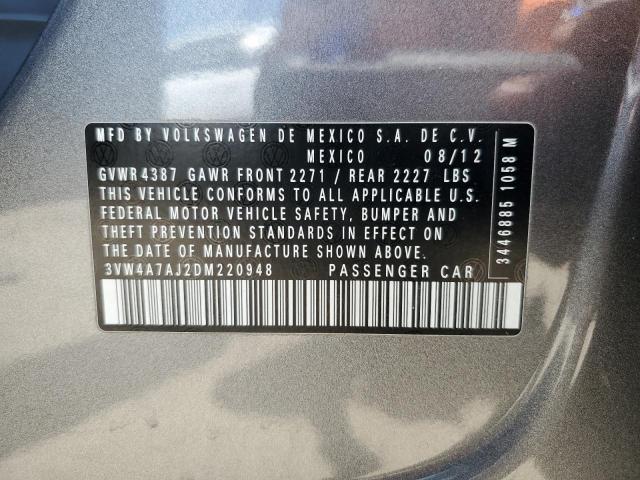 MFD BY VOLKSWAGEN DE MEXICO S.A. DE C.V.
MEXICO 08/12
GVWR 4387 GAWR FRONT 2271 / REAR 2227 LBS
THIS VEHICLE CONFORMS TO ALL APPLICABLE U.S.
FEDERAL MOTOR VEHICLE SAFETY, BUMPER AND
THEFT PREVENTION STANDARDS IN EFFECT ON
THE DATE OF MANUFACTURE SHOWN ABOVE.
3VW4A7AJ2DM220948 PASSENGER CAR
3446885 1058 M